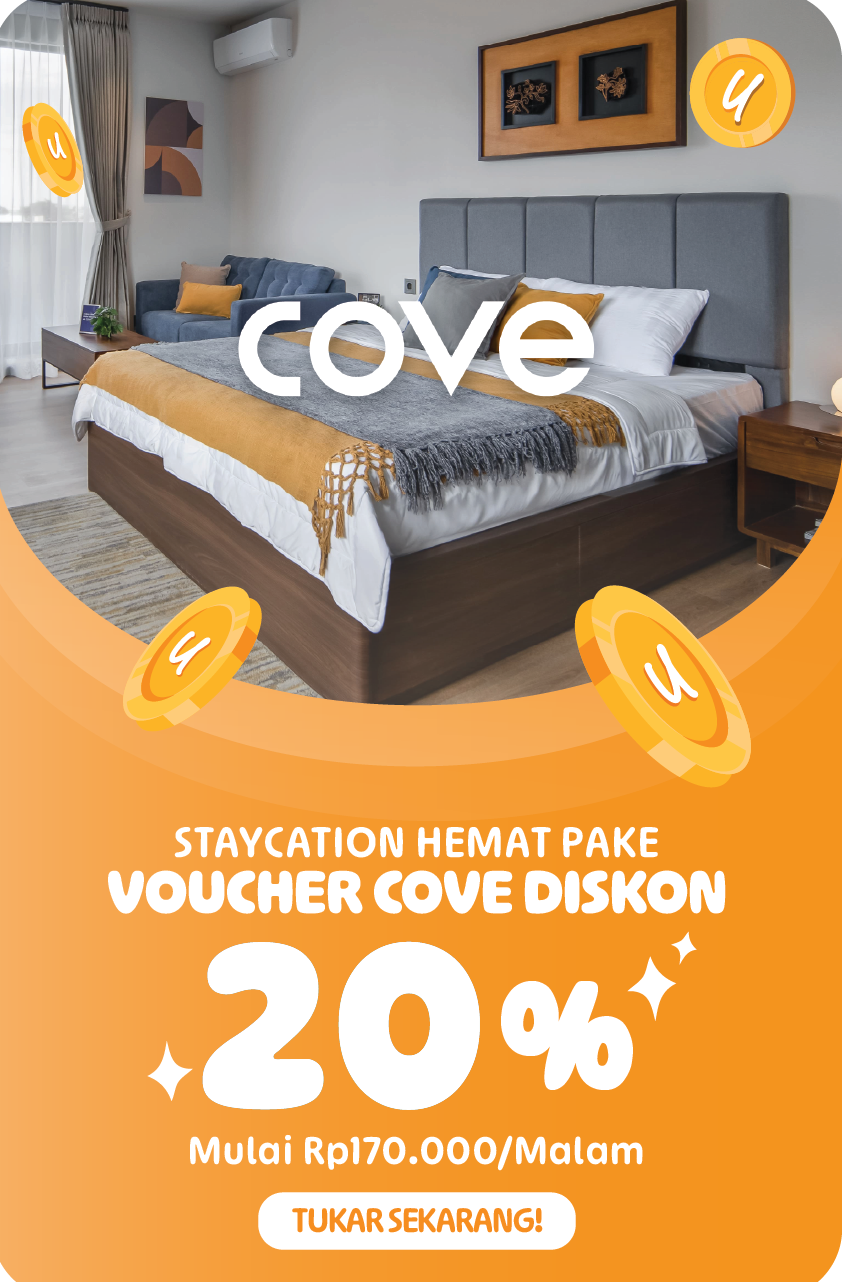 U
U
cove
U
U
STAYCATION HEMAT PAKE
VOUCHER COVE DISKON
20%
Mulai Rp170.000/Malam
TUKAR SEKARANG!